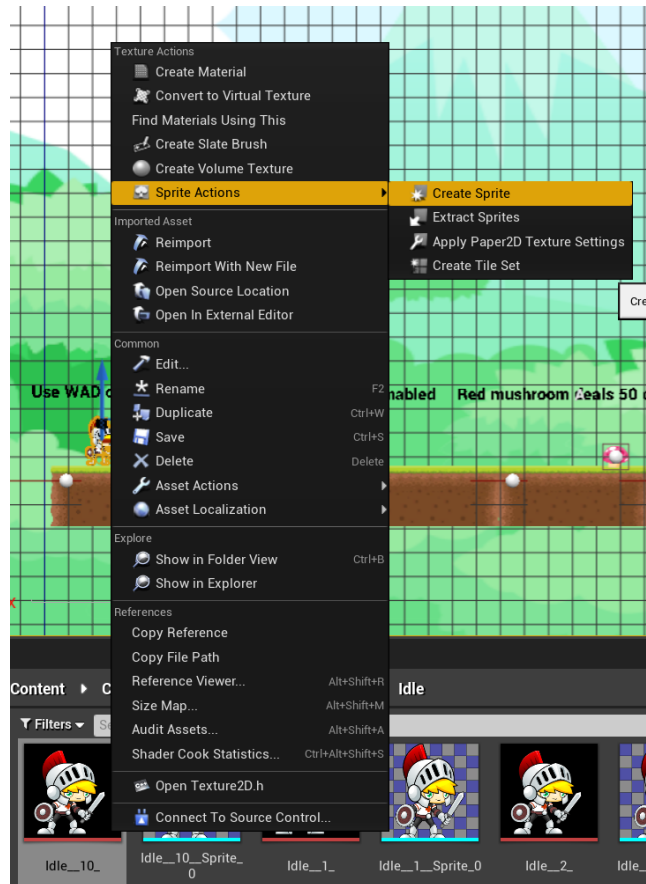 Texture Actions
Create Material
Convert to Virtual Texture
Find Materials Using This
Create Slate Brush
Create Volume Texture
Sprite Actions
Create Sprite
Extract Sprites
Apply Paper2D Texture Settings
Create Tile Set
Cre
Imported Asset
Reimport
Reimport With New File
Open Source Location
Open In External Editor
Common
Edit...
Rename F2
Duplicate Ctrl+W
Save Ctrl+S
Delete Delete
Asset Actions
Asset Localization
Use WAD
nabled Red mushroom deals 50
Explore
Show in Folder View Ctrl+B
Show in Explorer
References
Copy Reference
Copy File Path
Reference Viewer... Alt+Shift+R
Size Map... Alt+Shift+M
Audit Assets... Alt+Shift+A
Shader Cook Statistics... Ctrl+Alt+Shift+S
Open Texture2D.h
Connect To Source Control...
Content C Idle
Filters Se
Idle__10_
Idle__10__Sprite_0
Idle__1_
Idle__1__Sprite_0
Idle__2_
Idle_